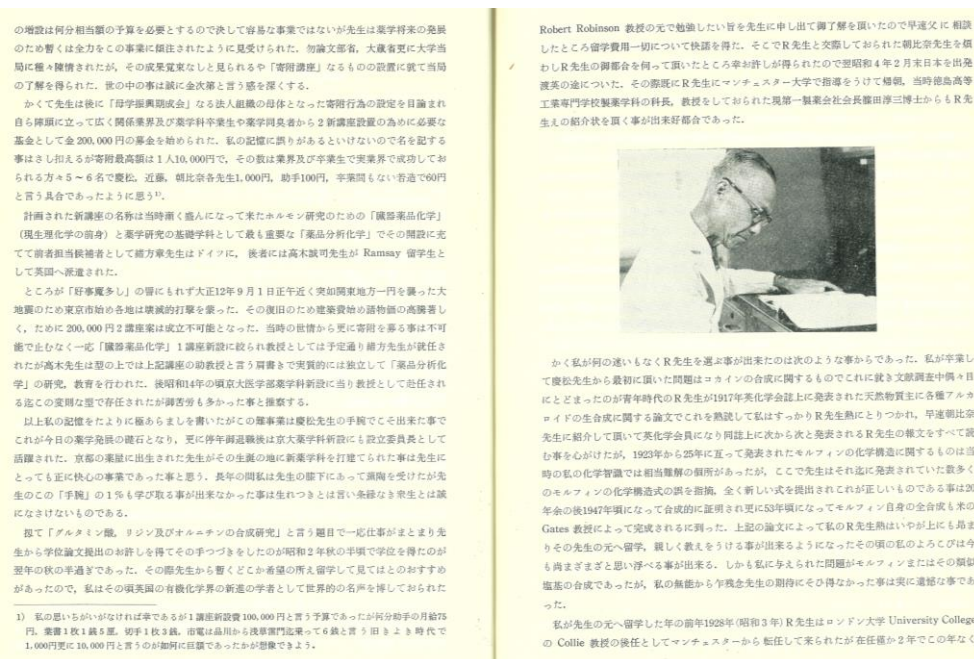 の増設は何分相当額の予算を必要とするので決して容易な事業ではないが先生は薬学将来の発展
のため暫くは全力をこの事業に傾注されたように見受けられた。勿論文部省，大蔵省更に大学当
局に種々陳情されたが，その成果覚束なしと見られるや「寄附講座」なるものの設置に就て当局
の了解を得られた。世の中の事は誠に金次第と言う感を深くする。
かくて先生は後に「母学振興期成会」なる法人組織の母体となった寄附行為の設定を目論まれ
自ら陣頭に立って広く関係業界及び薬学科卒業生や薬学同臭者から2新講座設置の為めに必要な
基金として金200,000円の募金を始められた。私の記憶に誤りがあるといけないので名を記する
事はさし控えるが寄附最高額は1人10,000円，その数は業界及び卒業生で実業界で成功してお
られる方々5～6名で慶松，近藤，朝比奈各先生1,000円，助手100円，卒業間もない若造で60円
と言う具合であったように思う1)。
計画された新講座の名称は当時漸く盛んになって来たホルモン研究のための「臓器薬品化学」
（現生理化学の前身）と薬学研究の基礎学科として最も重要な「薬品分析化学」でその開設に充
てて前者担当候補者として緒方章先生はドイツに，後者には高木誠司先生が Ramsay 留学生と
して英国へ派遣された。
ところが「好事魔多し」の譬にもれず大正12年9月1日正午近く突如関東地方一円を襲った大
地震のため東京市始め各地は壊滅的打撃を蒙った。その復旧のため建築費始め諸物価の高騰著し
く，ために200,000円2講座案は成立不可能となった。当時の世情から更に寄附を募る事は不可
能で止むなく一応「臓器薬品化学」1講座新設に絞られ教授としては予定通り緒方先生が就任さ
れたが高木先生は型の上では上記講座の助教授と言う肩書きで実質的には独立して「薬品分析化
学」の研究，教育を行われた。後昭和14年の頃京大医学部薬学科新設に当り教授として赴任され
る迄この変則な型で存任されたが御苦労も多かった事と推察する。
以上私の記憶をたよりに極あらましを書いたがこの難事業は慶松先生の手腕でこそ出来た事で
これが今日の薬学発展の礎石となり，更に停年御退職後は京大薬学科新設にも設立委員長として
活躍された。京都の薬屋に出生された先生がその生誕の地に新薬学科を打建てられた事は先生に
とっても正に快心の事業であった事と思う。長年の間私は先生の膝下にあって薫陶を受けたが先
生のこの「手腕」の1％も学び取る事が出来なかった事は生れつきとは言い条縁なき衆生とは誠
になさけないものである。
扨て「グルタミン酸，リジン及びオルニチンの合成研究」と言う題目で一応仕事がまとまり先
生から学位論文提出のお許しを得てその手つづきをしたのが昭和2年秋の半頃で学位を得たのが
翌年の秋の半過ぎであった。その際先生から暫くどこか希望の所え留学して見てはとのおすすめ
があったので，私はその頃英国の有機化学界の新進の学者として世界的の名声を博しておられた
1) 私の思いちがいがなければ幸であるが1講座新設費100,000円と言う予算であったが何分助手の月給75
円，葉書1枚1銭5厘，切手1枚3銭，市電は品川から浅草雷門迄乗って6銭と言う旧きよき時代で
1,000円更に10,000円と言うのが如何に巨額であったかが想像できよう。
Robert Robinson 教授の元で勉強したい旨を先生に申し出て御了解を頂いたので早速父に相談
したところ留学費用一切について快諾を得た。そこでR先生と交際しておられた朝比奈先生を煩
わしR先生の御都合を伺って頂いたところ幸お許しが得られたので翌昭和4年2月末日本を出発
渡英の途についた。その際既にR先生にマンチェスター大学で指導をうけて帰朝，当時徳島高等
工業専門学校製薬学科の科長，教授をしておられた現第一製薬会社会長篠田淳三博士からもR先
生えの紹介状を頂く事が出来好都合であった。
かく私が何の迷いもなくR先生を選ぶ事が出来たのは次のような事からであった。私が卒業し
て慶松先生から最初に頂いた問題はコカインの合成に関するものでこれに就き文献調査中偶々目
にとどまったのが青年時代のR先生が1917年英化学会誌上に発表された天然物質主に各種アルカ
ロイドの生合成に関する論文でこれを熟読して私はすっかりR先生熱にとりつかれ，早速朝比奈
先生に紹介して頂いて英化学会員になり同誌上に次から次と発表されるR先生の報文をすべて読
む事を心がけたが，1923年から25年に亙って発表されたモルフィンの化学構造に関するものは当
時の私の化学智識では相当難解の個所があったが，ここで先生はそれ迄に発表されていた数多く
のモルフィンの化学構造式の誤を指摘，全く新しい式を提出されこれが正しいものである事は20
年余の後1947年頃になって合成的に証明され更に53年頃になってモルフィン自身の全合成も米の
Gates 教授によって完成されるに到った。上記の論文によって私のR先生熱はいやが上にも昂ま
りその先生の元へ留学，親しく教えをうける事が出来るようになったその頃の私のよろこびは今
も尚まざまざと思い浮べる事が出来る。しかも私に与えられた問題がモルフィンまたはその類似
塩基の合成であったが，私の無能から乍残念先生の期待にそひ得なかった事は実に遺憾な事であ
った。
私が先生の元へ留学した年の前年1928年（昭和3年）R先生はロンドン大学 University College
の Collie 教授の後任としてマンチェスターから転任して来られたが在任僅か2年でこの年なく